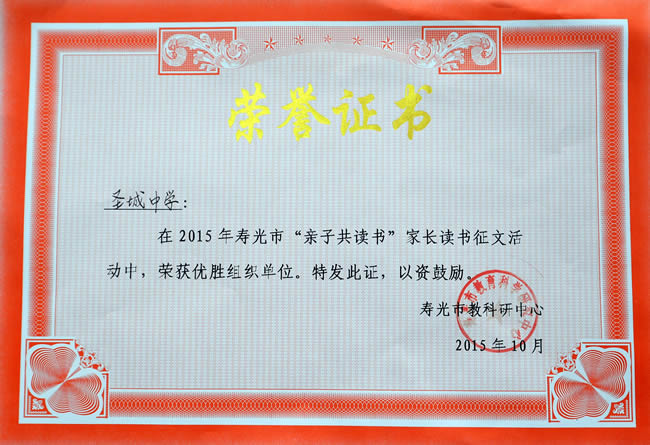 荣誉证书
圣城中学：
在2015年寿光市“亲子共读书”家长读书征文活
动中，荣获优胜组织单位。特发此证，以资鼓励。
寿光市教科研中心
2015年10月